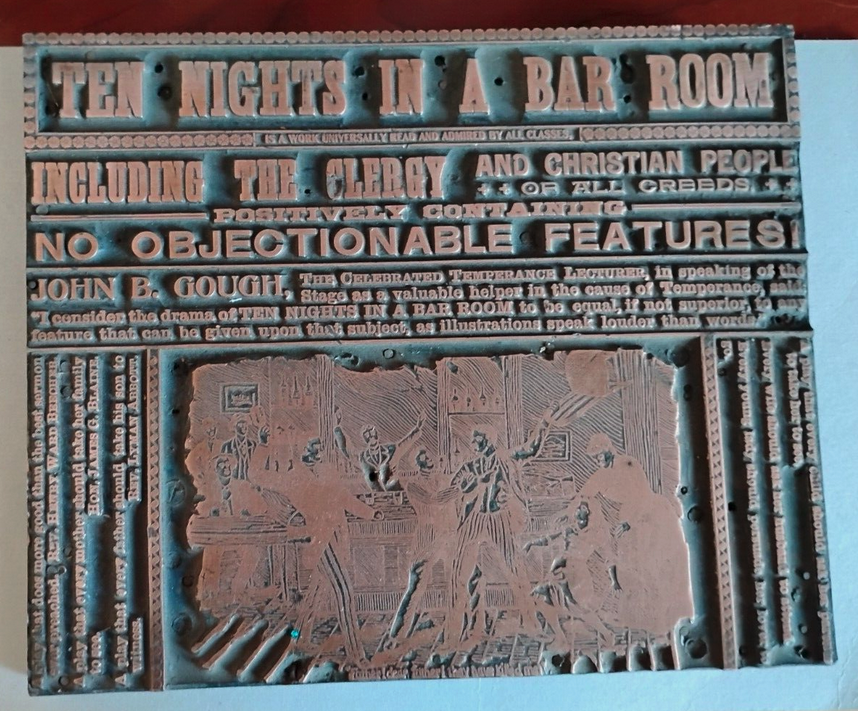 TEN NIGHTS IN A BAR ROOM
IS A WORK UNIVERSALLY READ AND ADMIRED BY ALL CLASSES,
INCLUDING THE CLERGY AND CHRISTIAN PEOPLE
OF ALL CREEDS,
POSITIVELY CONTAINING
NO OBJECTIONABLE FEATURES!
JOHN B. GOUGH, THE CELEBRATED TEMPERANCE LECTURER, in speaking of the
Stage as a valuable helper in the cause of Temperance, said
"I consider the drama of TEN NIGHTS IN A BAR ROOM to be equal, if not superior, to any
feature that can be given upon that subject, as illustrations speak louder than words."
A play that does more good than the best sermon
ever preached. REV. HENRY WARD BEECHER
A play that every mother should take her family
to see. HON. JAMES G. BLAINE
A play that every father should take his son to
witness. REV. LYMAN ABBOTT
they have killed